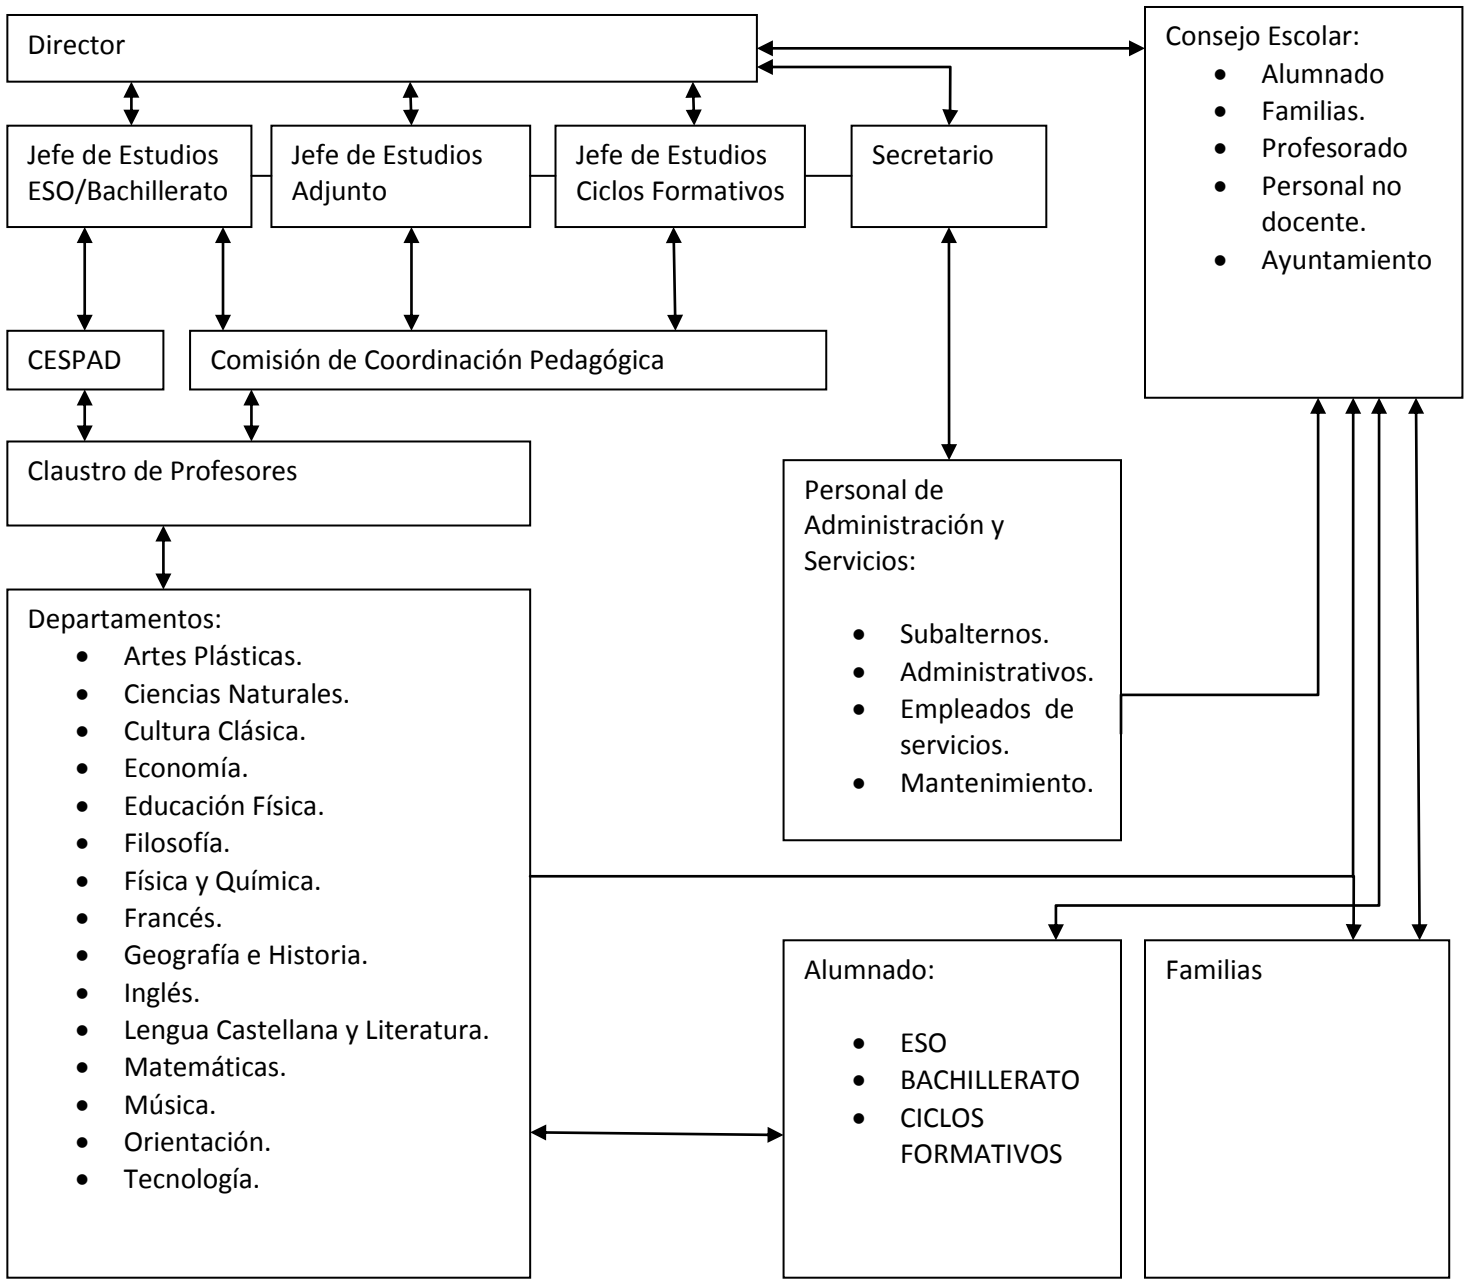 Director
Consejo Escolar:
• Alumnado
• Familias.
• Profesorado
• Personal no
docente.
• Ayuntamiento
Jefe de Estudios
ESO/Bachillerato
Jefe de Estudios
Adjunto
Jefe de Estudios
Ciclos Formativos
Secretario
CESPAD
Comisión de Coordinación Pedagógica
Claustro de Profesores
Personal de
Administración y
Servicios:
• Subalternos.
• Administrativos.
• Empleados de
servicios.
• Mantenimiento.
Departamentos:
• Artes Plásticas.
• Ciencias Naturales.
• Cultura Clásica.
• Economía.
• Educación Física.
• Filosofía.
• Física y Química.
• Francés.
• Geografía e Historia.
• Inglés.
• Lengua Castellana y Literatura.
• Matemáticas.
• Música.
• Orientación.
• Tecnología.
Alumnado:
• ESO
• BACHILLERATO
• CICLOS
FORMATIVOS
Familias